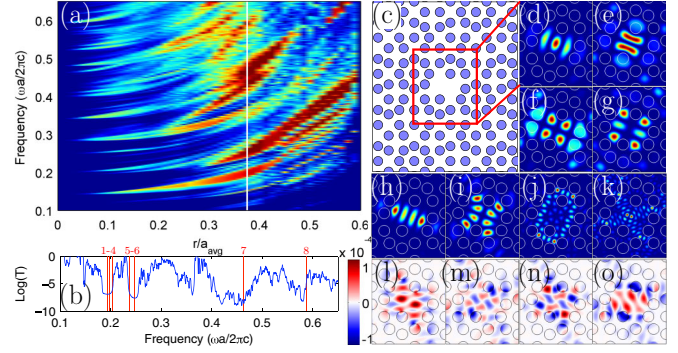 (a)
Frequency (ωa/2πc)
0.6
0.5
0.4
0.3
0.2
0.1
0 0.1 0.2 0.3 0.4 0.5 0.6
r/a avg
1-4 5-6 7 8
(b)
Log(T)
0
-5
-10
0.1 0.2 0.3 0.4 0.5 0.6
Frequency (ωa/2πc)
x 10 -4
1
0
-1
(c) (d) (e)
(f) (g)
(h) (i) (j) (k)
(l) (m) (n) (o)